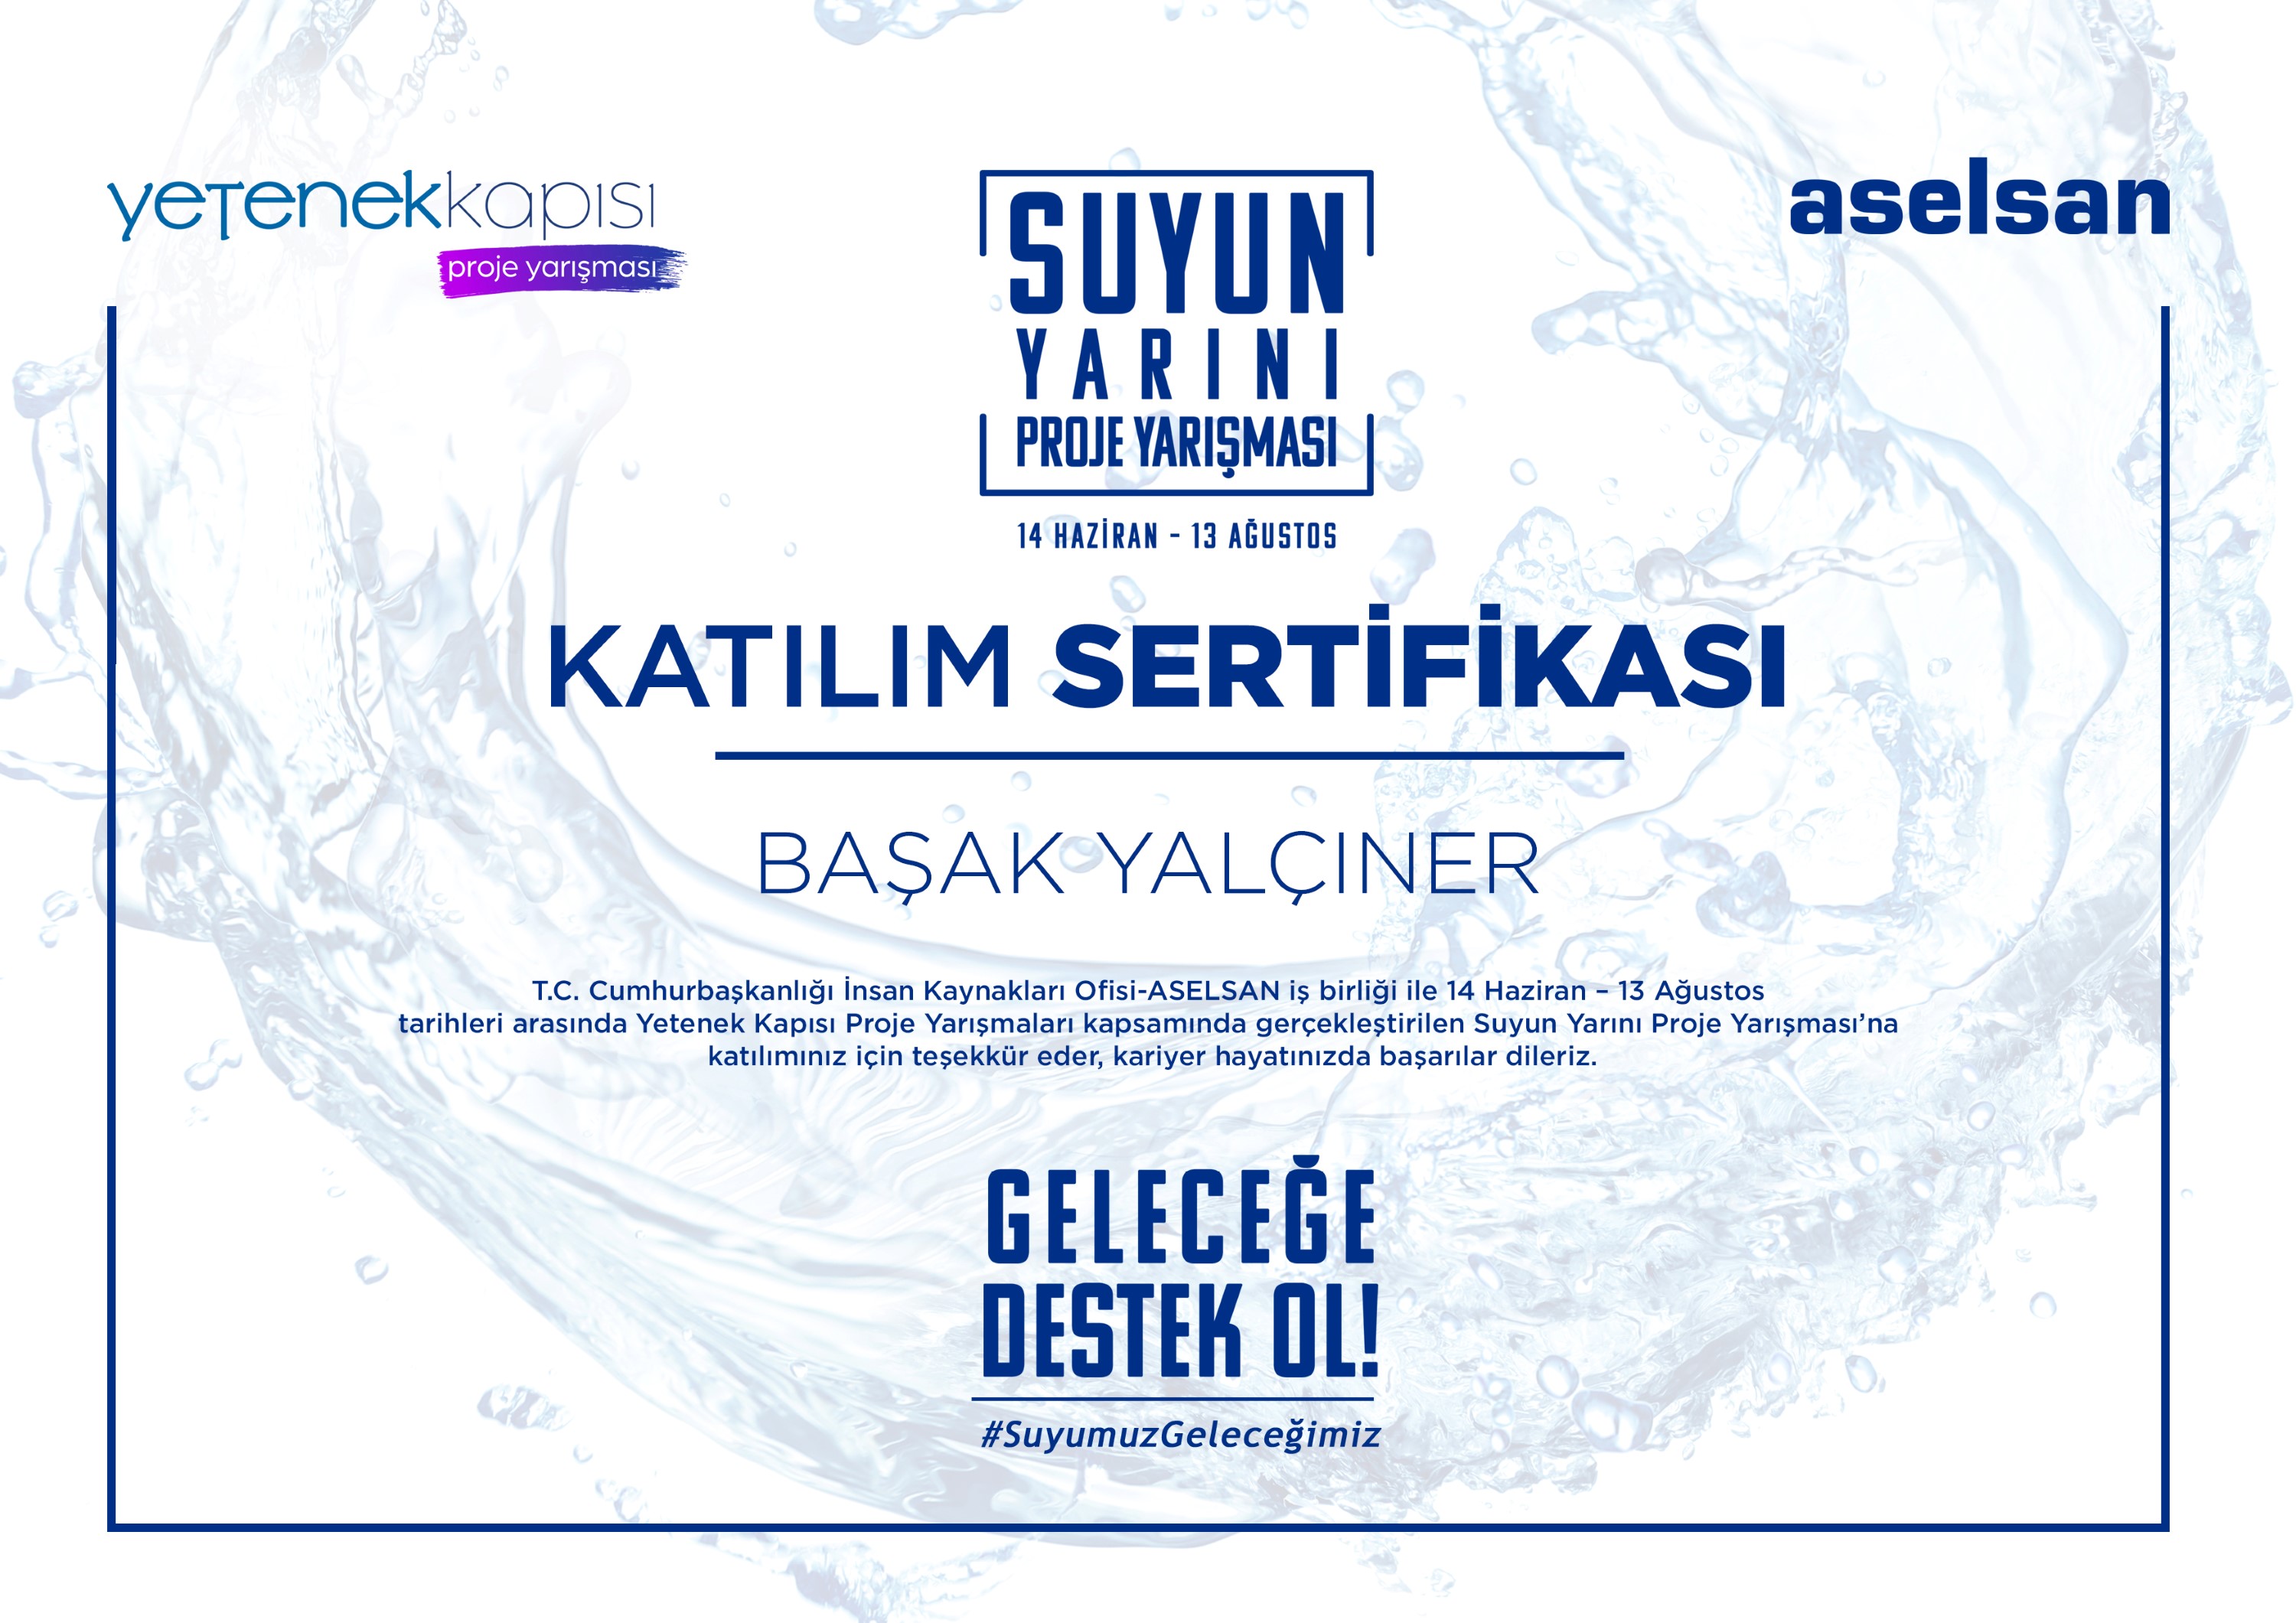 yetenekkapısı
proje yarışması
SUYUN
YARINI
PROJE YARIŞMASI
14 HAZİRAN - 13 AĞUSTOS
aselsan
KATILIM SERTİFİKASI
BAŞAK YALÇINER
T.C. Cumhurbaşkanlığı İnsan Kaynakları Ofisi-ASELSAN iş birliği ile 14 Haziran – 13 Ağustos
tarihleri arasında Yetenek Kapısı Proje Yarışmaları kapsamında gerçekleştirilen Suyun Yarını Proje Yarışması’na
katılımınız için teşekkür eder, kariyer hayatınızda başarılar dileriz.
GELECEĞE
DESTEK OL!
#SuyumuzGeleceğimiz